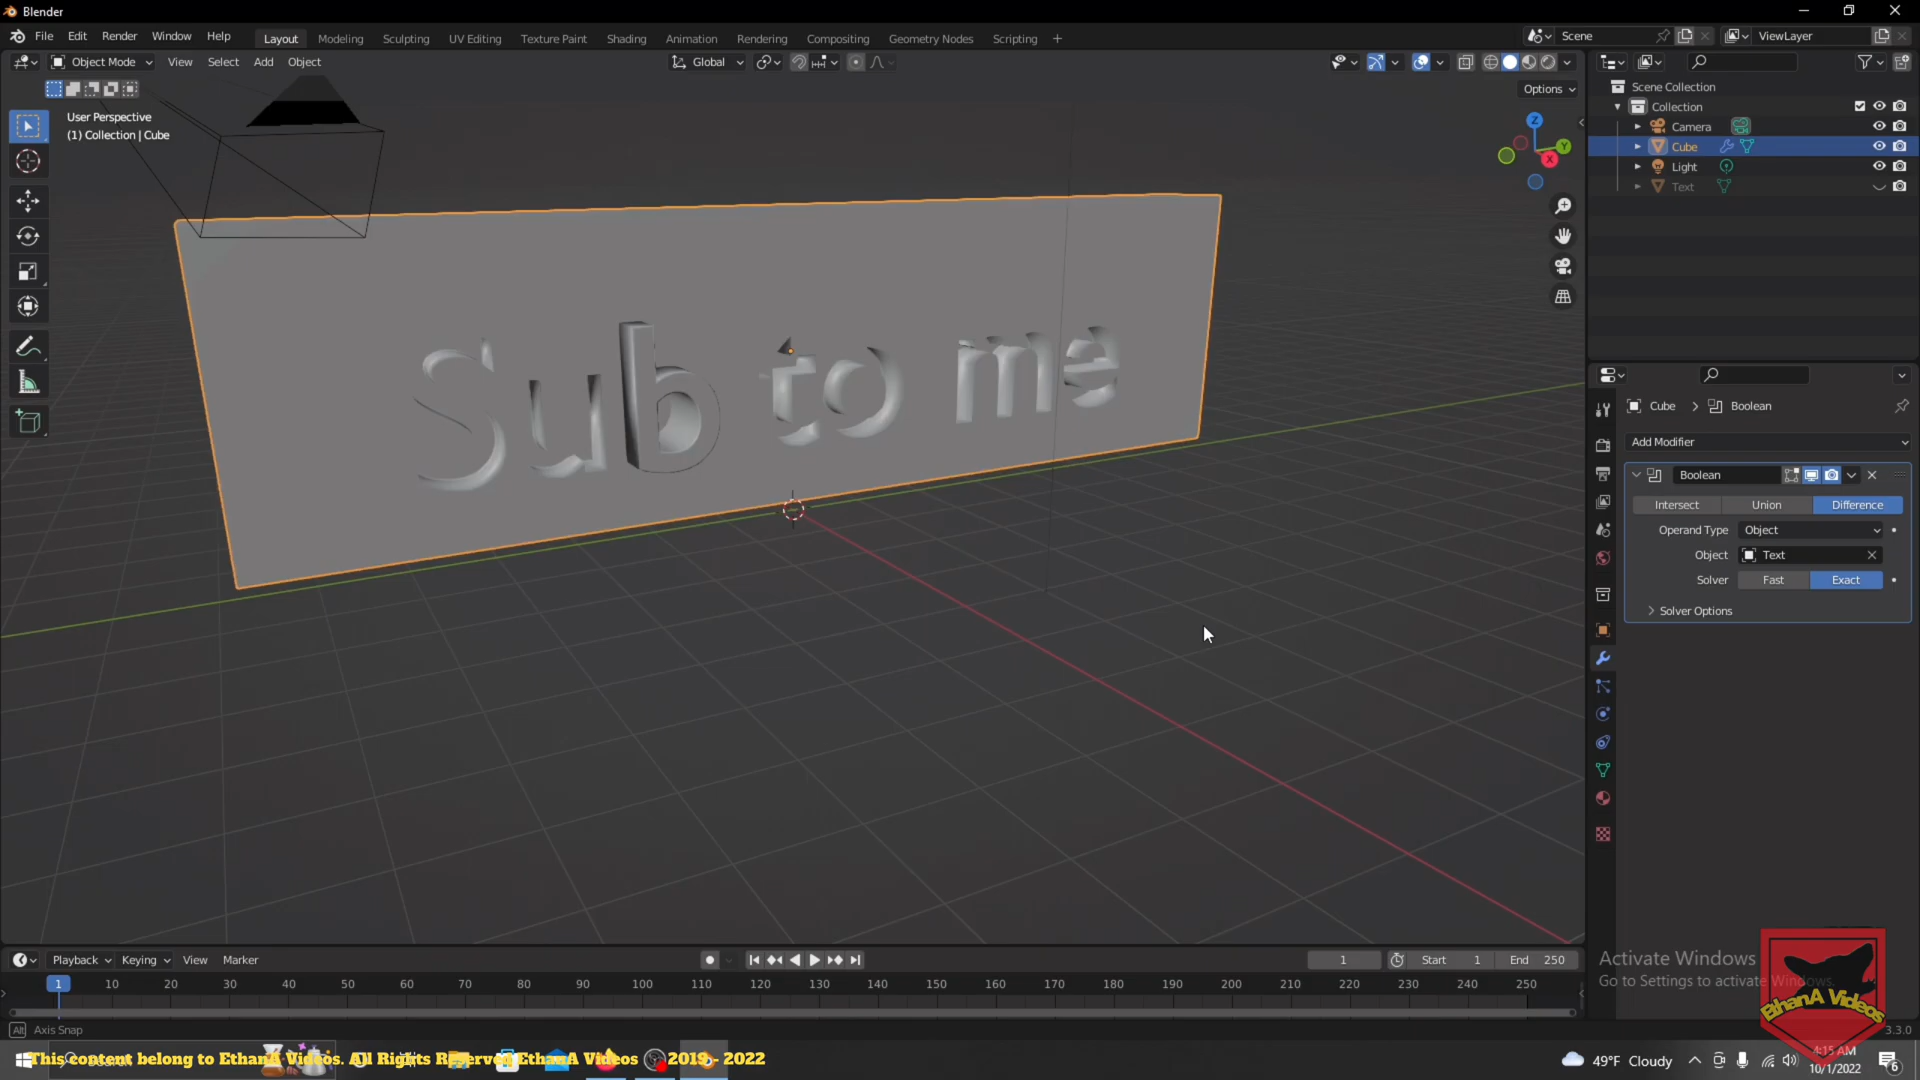 Blender
File Edit Render Window Help
Layout Modeling Sculpting UV Editing Texture Paint Shading Animation Rendering Compositing Geometry Nodes Scripting +
Scene
ViewLayer
Object Mode View Select Add Object
Global
Options
User Perspective
(1) Collection | Cube
Z
Y
X
Scene Collection
Collection
Camera
Cube
Light
Text
Sub to me
Cube > Boolean
Add Modifier
Boolean
Intersect Union Difference
Operand Type Object
Object Text
Solver Fast Exact
Solver Options
Playback Keying View Marker
1 Start 1 End 250
1 10 20 30 40 50 60 70 80 90 100 110 120 130 140 150 160 170 180 190 200 210 220 230 240 250
Activate Windows
Go to Settings to activate Windows.
EthanA Videos
Alt Axis Snap
3.3.0
This content belong to EthanA Videos. All Rights Reserved EthanA Videos 2019 - 2022
49°F Cloudy
4:15 AM
10/1/2022
6